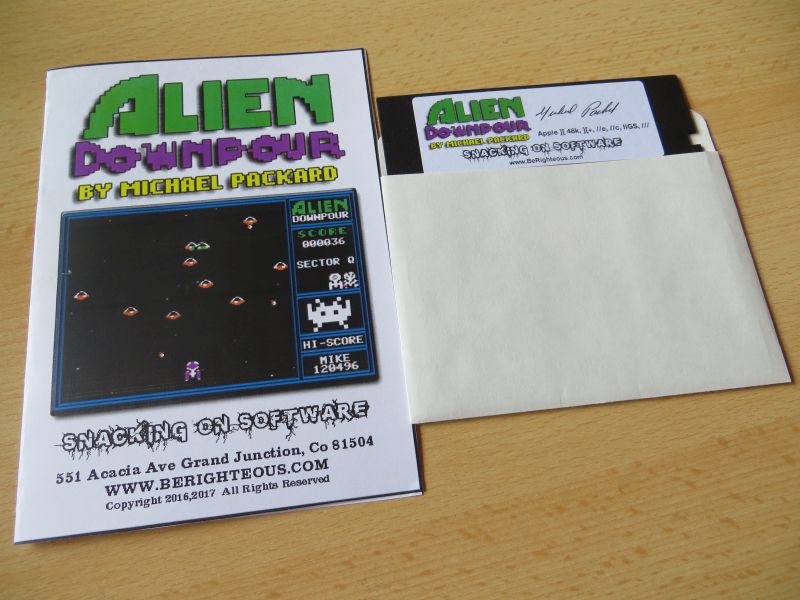 ALIEN
DOWNPOUR
BY MICHAEL PACKARD
ALIEN
DOWNPOUR
SCORE
000036
SECTOR Q
HI-SCORE
MIKE
120496
SNACKING ON SOFTWARE
551 Acacia Ave Grand Junction, Co 81504
WWW.BERIGHTEOUS.COM
Copyright 2016,2017 All Rights Reserved
ALIEN
DOWNPOUR
BY MICHAEL PACKARD
Michael Packard
Apple ][ 48k, ][+, //e, //c, IIGS, ///
SNACKING ON SOFTWARE
www.BeRighteous.com